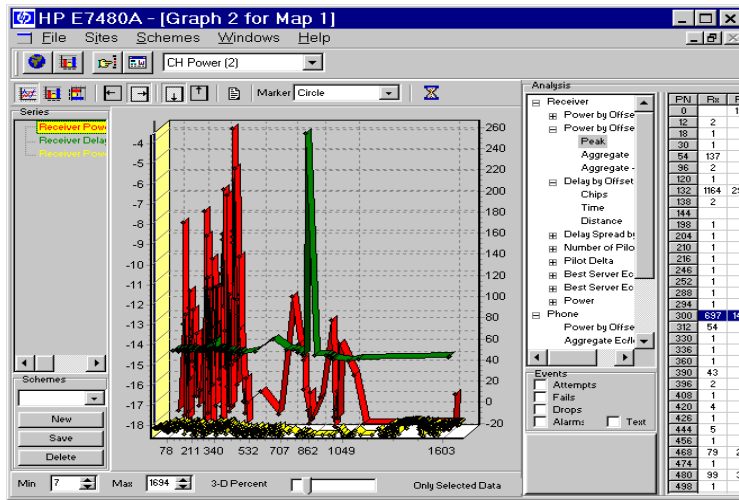 HP E7480A - [Graph 2 for Map 1]
File Sites Schemes Windows Help
CH Power (2)
Marker Circle
Series
Receiver Pow
Receiver Delay
Receiver Pow
-4
-5
-6
-7
-8
-9
-10
-11
-12
-13
-14
-15
-16
-17
-18
260
240
220
200
180
160
140
120
100
80
60
40
20
0
-20
78 211 340 532 707 862 1049 1603
Schemes
New
Save
Delete
Min 7 Max 1694 3-D Percent Only Selected Data
Analysis
Receiver
Power by Offse
Power by Offse
Peak
Aggregate
Aggregate -
Delay by Offset
Chips
Time
Distance
Delay Spread by
Number of Pilo
Pilot Delta
Best Server Ec
Best Server Ec
Power
Phone
Power by Offse
Aggregate Ec/I
Events
Attempts
Fails
Drops
Alarms Text
PN Rx
0
12 2
18 1
30 1
54 137
96 2
120 1
132 1164
138 2
144
198 1
204 1
210 1
216 1
246 1
252 1
288 1
294 1
300 697
312 54
330 1
336 1
360 1
390 43
396 2
408 1
420 4
426 1
444 5
456 1
468 79
474 1
480 99
498 1